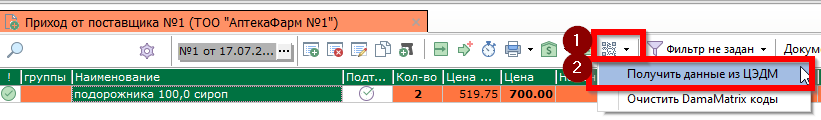 Приход от поставщика №1 (ТОО "АптекаФарм №1")
№1 от 17.07.2...
1
Фильтр не задан
Докуме
2
Получить данные из ЦЭДМ
Очистить DamaMatrix коды
!
группы
Наименование
Подт...
Кол-во
Цена ...
Цена
подорожника 100,0 сироп
2
519.75
700.00